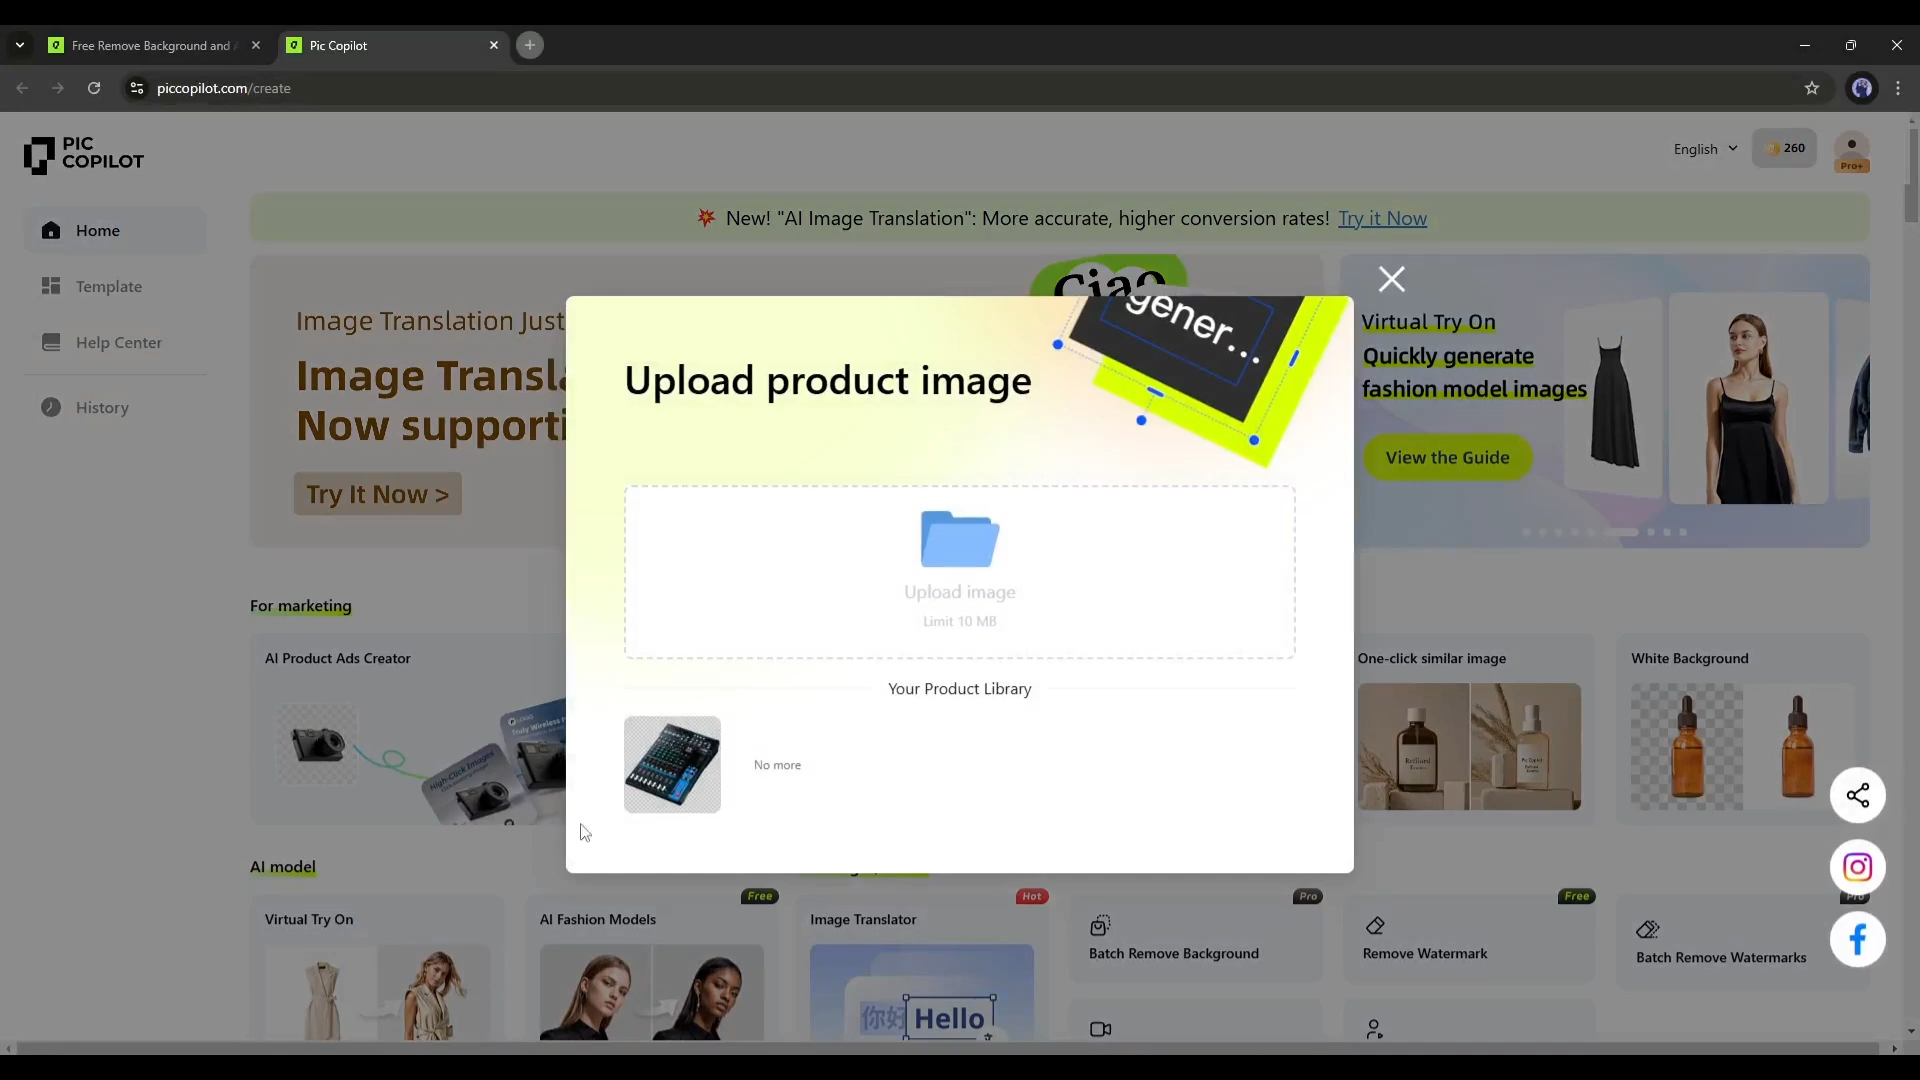 Free Remove Background and
Pic Copilot
piccopilot.com/create
PIC
COPILOT
English
260
Pro+
Home
Template
Help Center
History
New! "AI Image Translation": More accurate, higher conversion rates! Try it Now
Image Translation Just
Image Transl
Now supporti
Try It Now >
Ciao
Virtual Try On
Quickly generate
fashion model images
View the Guide
gener...
Upload product image
Upload image
Limit 10 MB
Your Product Library
No more
For marketing
AI Product Ads Creator
One-click similar image
White Background
AI model
Virtual Try On
Free
AI Fashion Models
Hot
Image Translator
你好
Hello
Pro
Batch Remove Background
Free
Remove Watermark
Pro
Batch Remove Watermarks